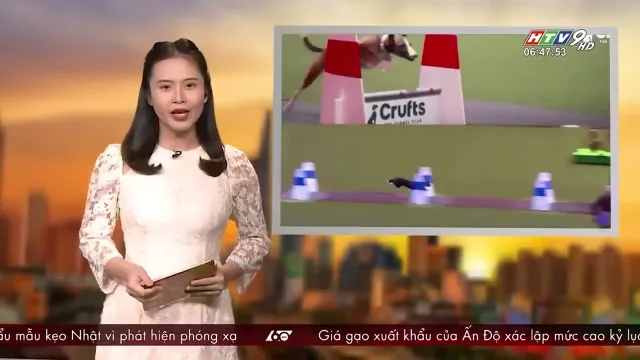 HTV9 HD
06:47:53
Crufts
ẩu mẫu kẹo Nhật vì phát hiện phóng xạ
Giá gạo xuất khẩu của Ấn Độ xác lập mức cao kỷ lụ